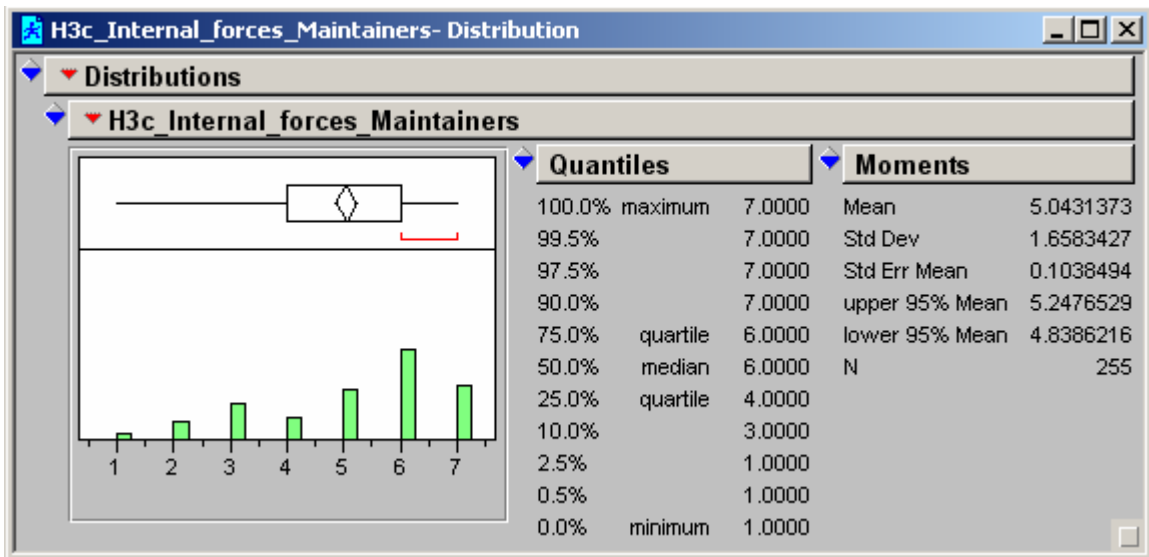 H3c_Internal_forces_Maintainers- Distribution
Distributions
H3c_Internal_forces_Maintainers
1 2 3 4 5 6 7
Quantiles
100.0% maximum 7.0000
99.5% 7.0000
97.5% 7.0000
90.0% 7.0000
75.0% quartile 6.0000
50.0% median 6.0000
25.0% quartile 4.0000
10.0% 3.0000
2.5% 1.0000
0.5% 1.0000
0.0% minimum 1.0000
Moments
Mean 5.0431373
Std Dev 1.6583427
Std Err Mean 0.1038494
upper 95% Mean 5.2476529
lower 95% Mean 4.8386216
N 255